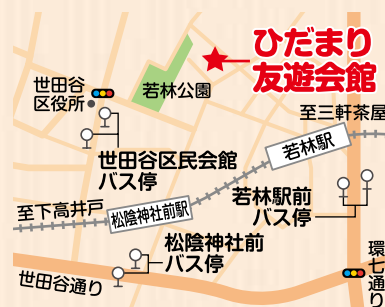 ひだまり
友遊会館
世田谷
区役所
若林公園
至三軒茶屋
世田谷区民会館
バス停
若林駅
至下高井戸
松陰神社前駅
若林駅前
バス停
松陰神社前
バス停
世田谷通り
環七通り